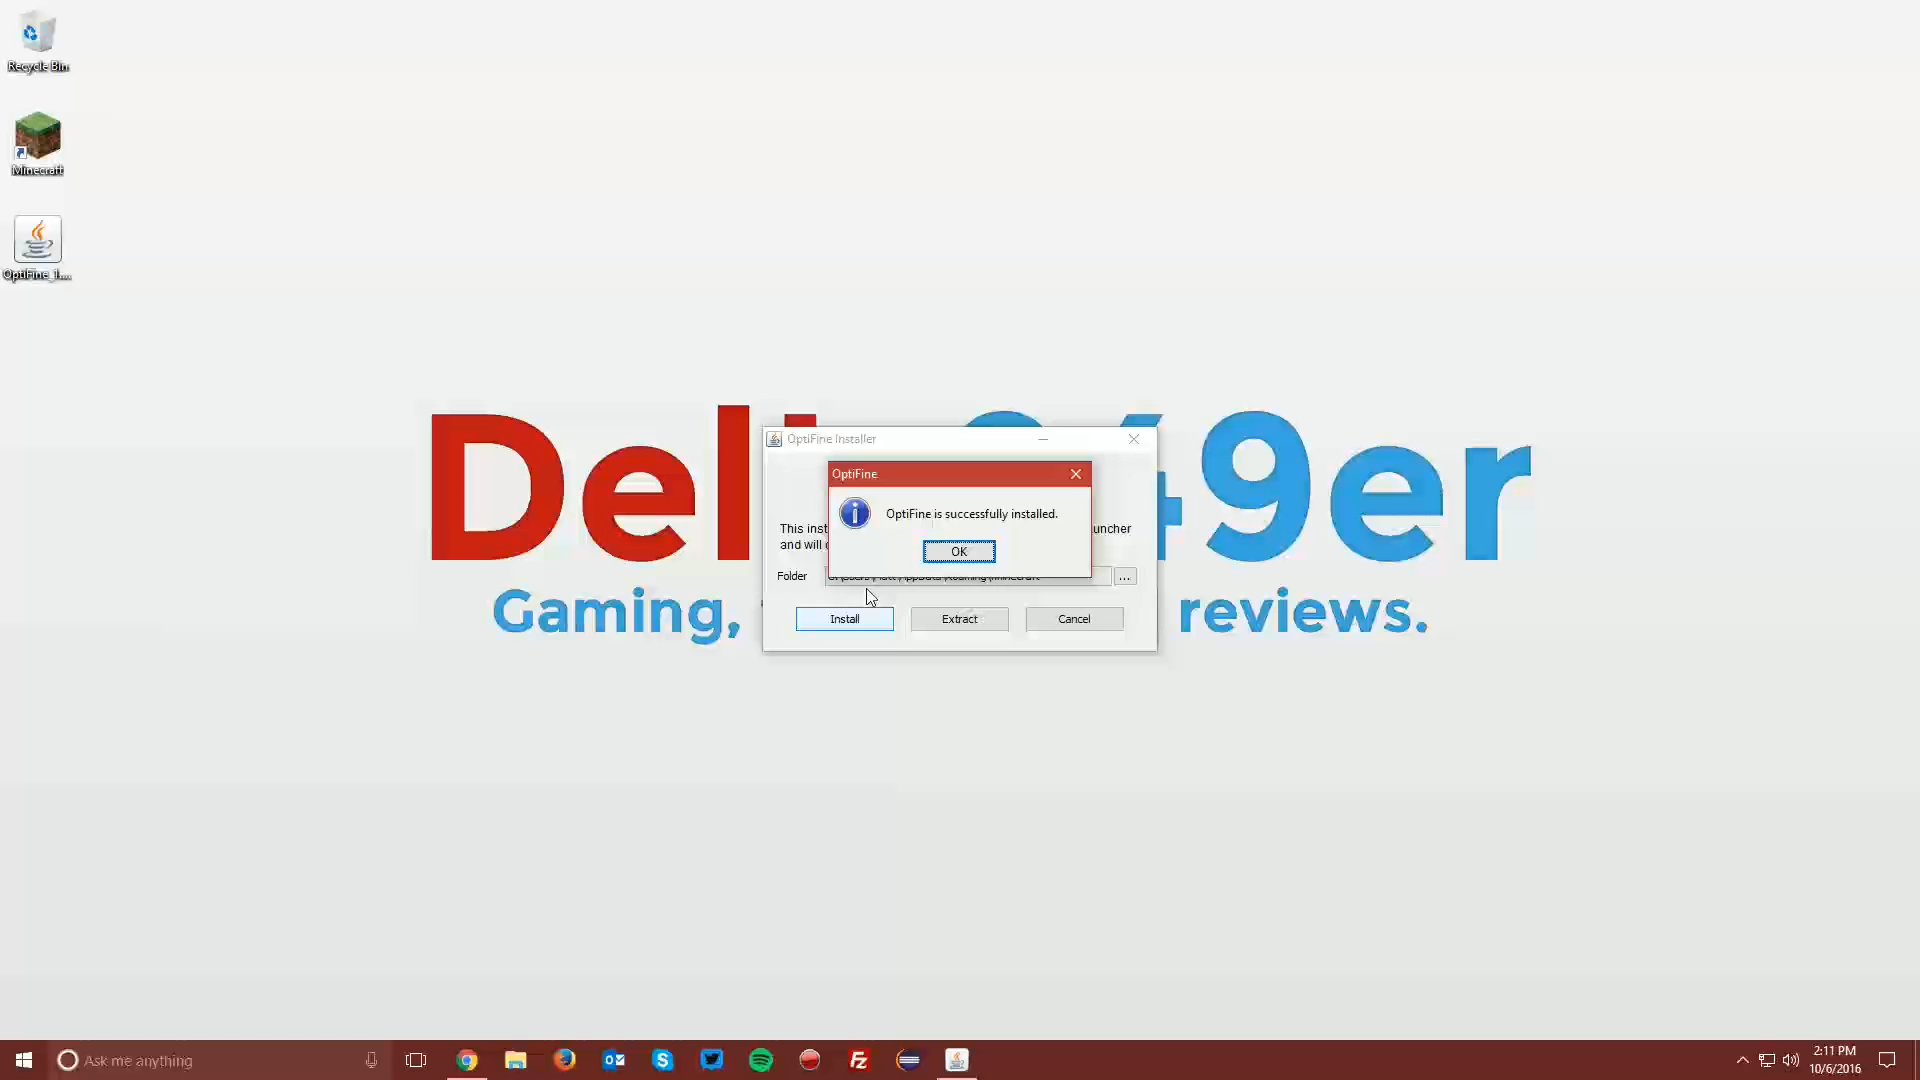 Recycle Bin
Minecraft
OptiFine_1....
Del 49er
Gaming, reviews.
OptiFine Installer
OptiFine
OptiFine is successfully installed.
This inst uncher
and will
OK
Folder
...
Install
Extract
Cancel
Ask me anything
2:11 PM
10/6/2016